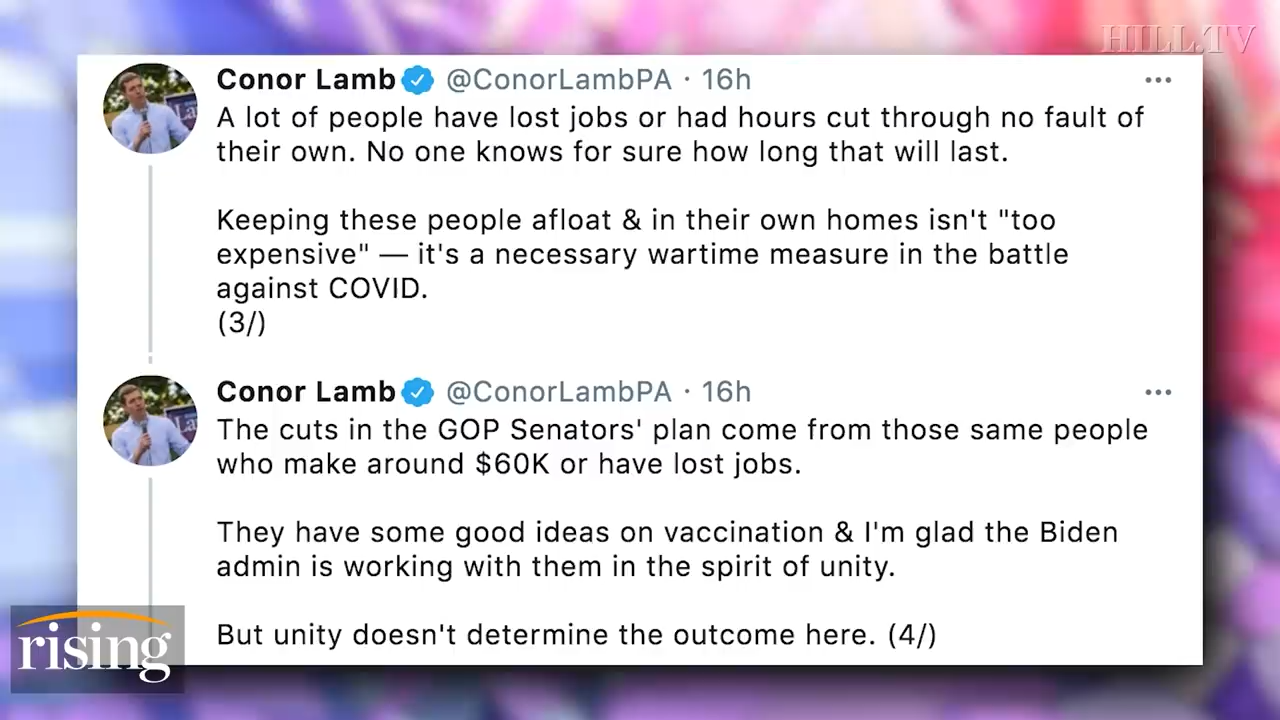 HILL.TV
Conor Lamb @ConorLambPA · 16h
A lot of people have lost jobs or had hours cut through no fault of
their own. No one knows for sure how long that will last.
Keeping these people afloat & in their own homes isn't "too
expensive" — it's a necessary wartime measure in the battle
against COVID.
(3/)
Conor Lamb @ConorLambPA · 16h
The cuts in the GOP Senators' plan come from those same people
who make around $60K or have lost jobs.
They have some good ideas on vaccination & I'm glad the Biden
admin is working with them in the spirit of unity.
But unity doesn't determine the outcome here. (4/)
rising